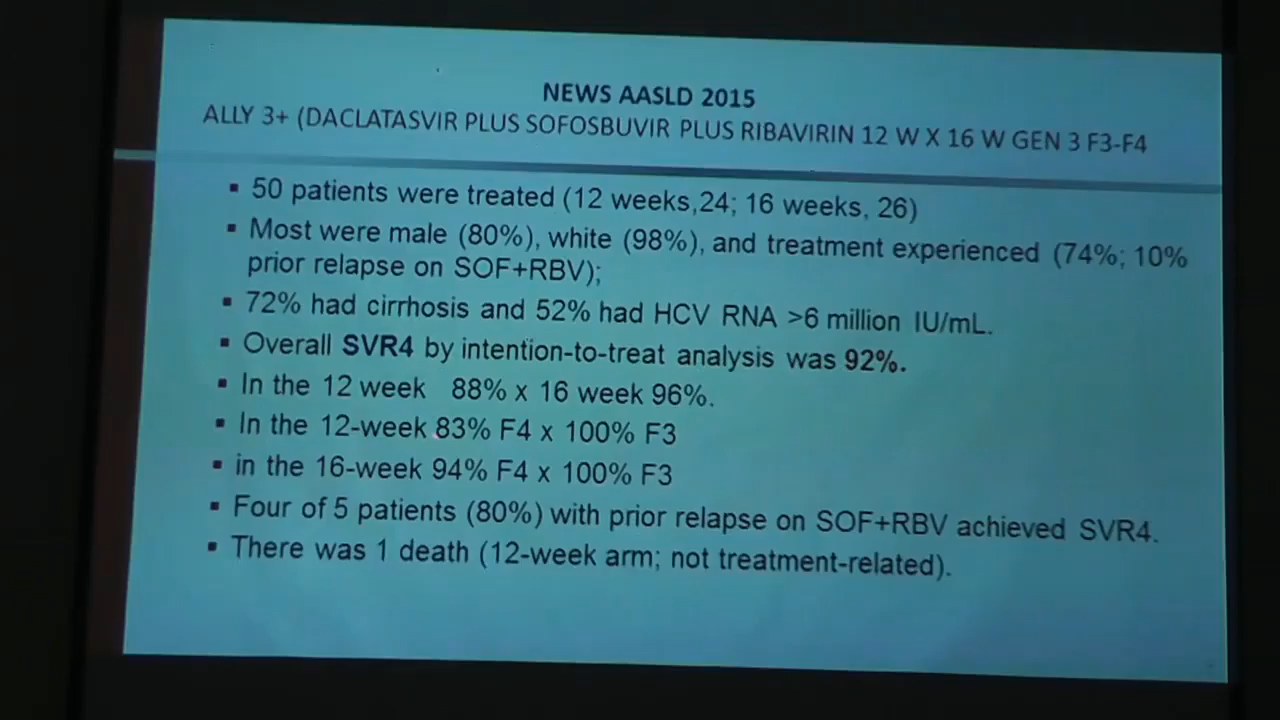 NEWS AASLD 2015
ALLY 3+ (DACLATASVIR PLUS SOFOSBUVIR PLUS RIBAVIRIN 12 W X 16 W GEN 3 F3-F4
▪ 50 patients were treated (12 weeks,24; 16 weeks, 26)
▪ Most were male (80%), white (98%), and treatment experienced (74%; 10%
prior relapse on SOF+RBV);
▪ 72% had cirrhosis and 52% had HCV RNA >6 million IU/mL.
▪ Overall SVR4 by intention-to-treat analysis was 92%.
▪ In the 12 week 88% x 16 week 96%.
▪ In the 12-week 83% F4 x 100% F3
▪ in the 16-week 94% F4 x 100% F3
▪ Four of 5 patients (80%) with prior relapse on SOF+RBV achieved SVR4.
▪ There was 1 death (12-week arm; not treatment-related).